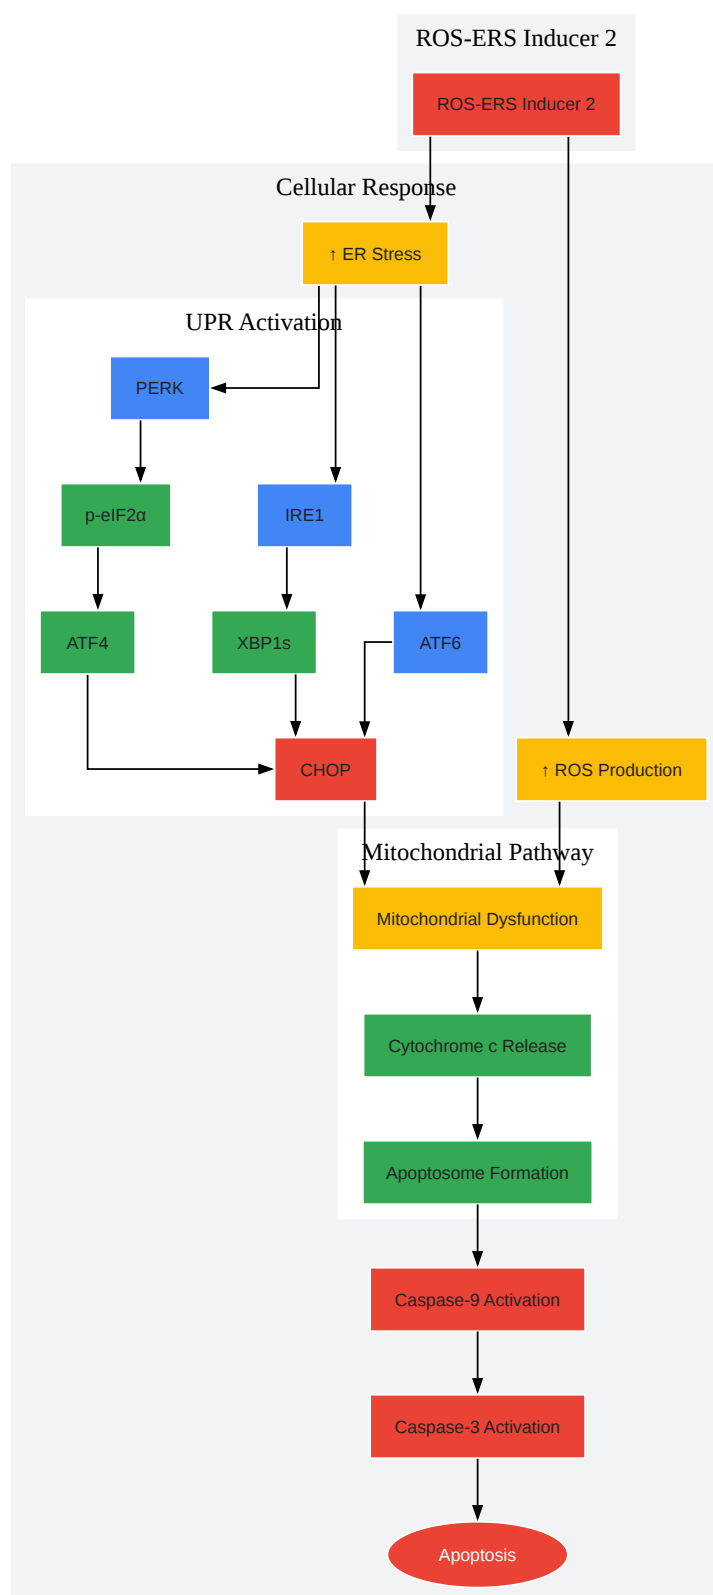 ROS-ERS Inducer 2
ROS-ERS Inducer 2
Cellular Response
↑ ER Stress
UPR Activation
PERK
p-eIF2α
IRE1
ATF4
XBP1s
ATF6
CHOP
↑ ROS Production
Mitochondrial Pathway
Mitochondrial Dysfunction
Cytochrome c Release
Apoptosome Formation
Caspase-9 Activation
Caspase-3 Activation
Apoptosis